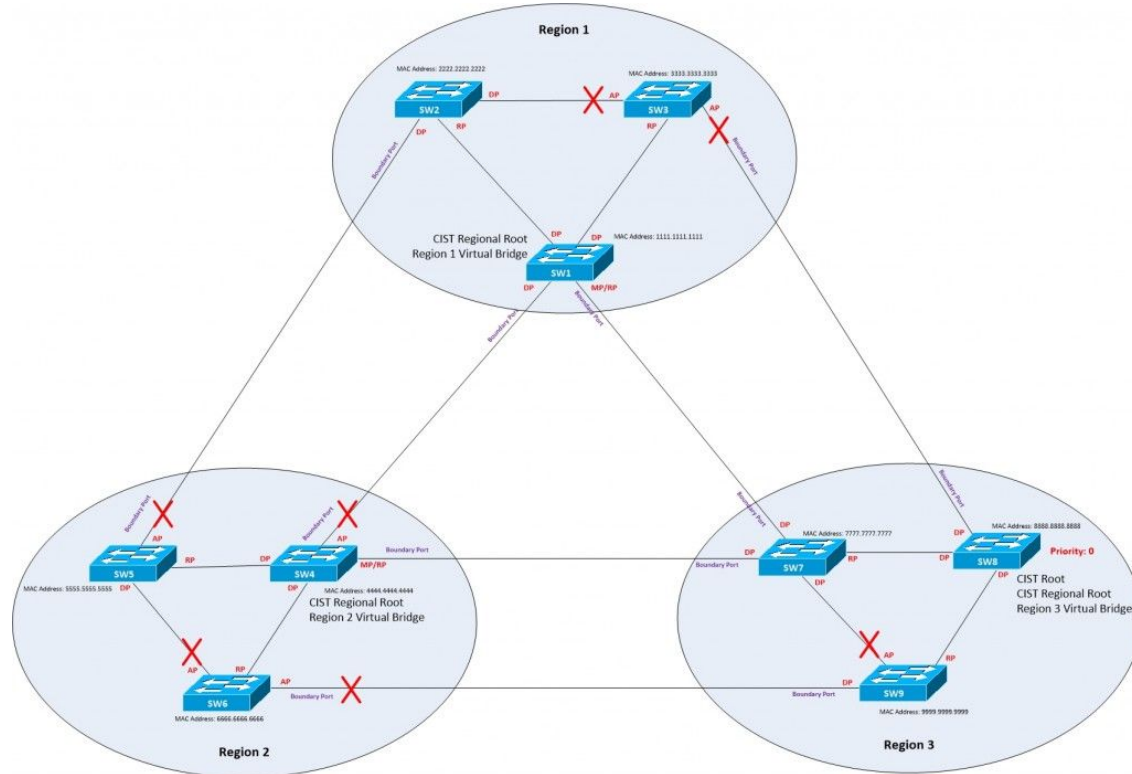 Region 1
MAC Address: 2222.2222.2222
MAC Address: 3333.3333.3333
SW2
DP
AP
SW3
AP
DP
RP
RP
Boundary Port
Boundary Port
DP
DP
MAC Address: 1111.1111.1111
CIST Regional Root
Region 1 Virtual Bridge
SW1
DP
MP/RP
Boundary Port
Boundary Port
Boundary Port
Boundary Port
Boundary Port
Boundary Port
AP
AP
SW5
RP
DP
SW4
MP/RP
Boundary Port
DP
DP
MAC Address: 5555.5555.5555
MAC Address: 4444.4444.4444
CIST Regional Root
Region 2 Virtual Bridge
AP
RP
AP
SW6
Boundary Port
MAC Address: 6666.6666.6666
Region 2
DP
MAC Address: 7777.7777.7777
DP
MAC Address: 8888.8888.8888
DP
SW7
RP
DP
SW8
Priority: 0
Boundary Port
DP
DP
CIST Root
CIST Regional Root
Region 3 Virtual Bridge
AP
RP
DP
SW9
Boundary Port
MAC Address: 9999.9999.9999
Region 3